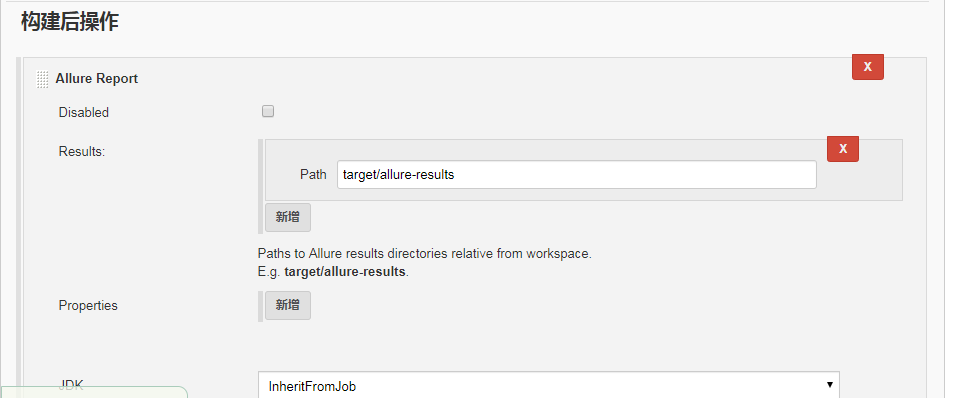 构建后操作
X
Allure Report
Disabled
Results:
X
Path target/allure-results
新增
Paths to Allure results directories relative from workspace.
E.g. target/allure-results.
Properties 新增
JDK InheritFromJob